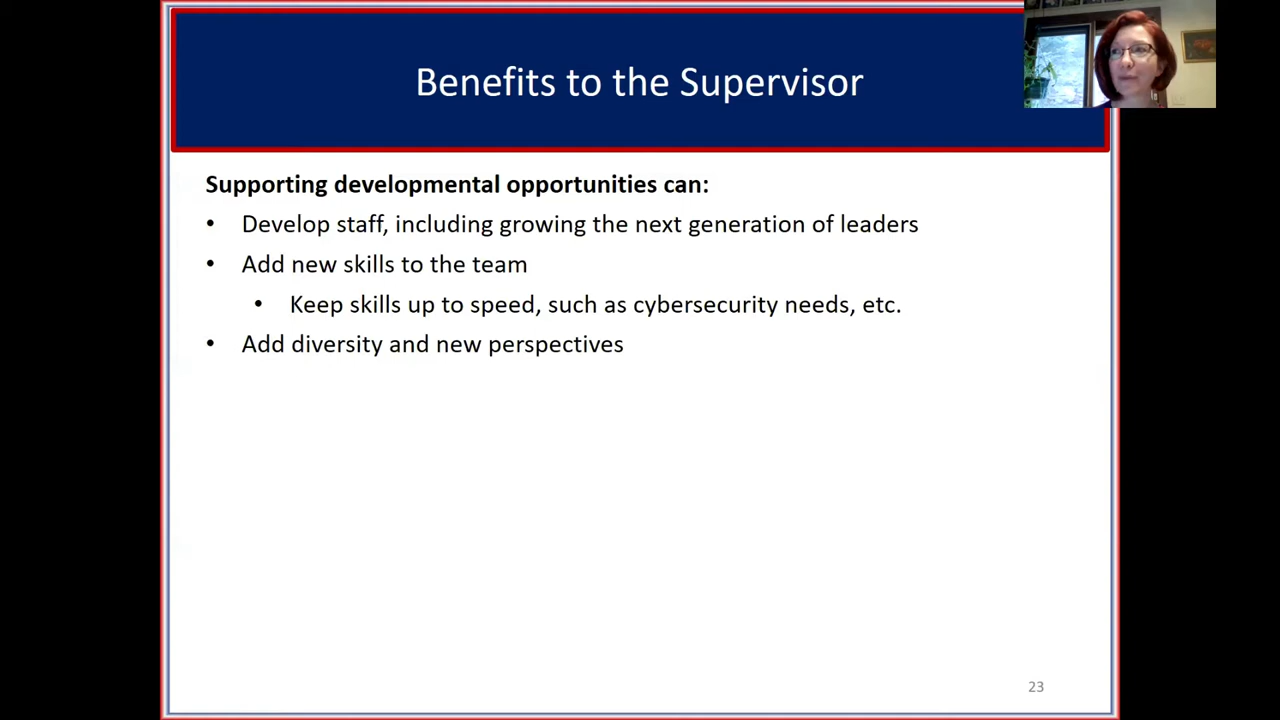 Benefits to the Supervisor
Supporting developmental opportunities can:
• Develop staff, including growing the next generation of leaders
• Add new skills to the team
• Keep skills up to speed, such as cybersecurity needs, etc.
• Add diversity and new perspectives
23